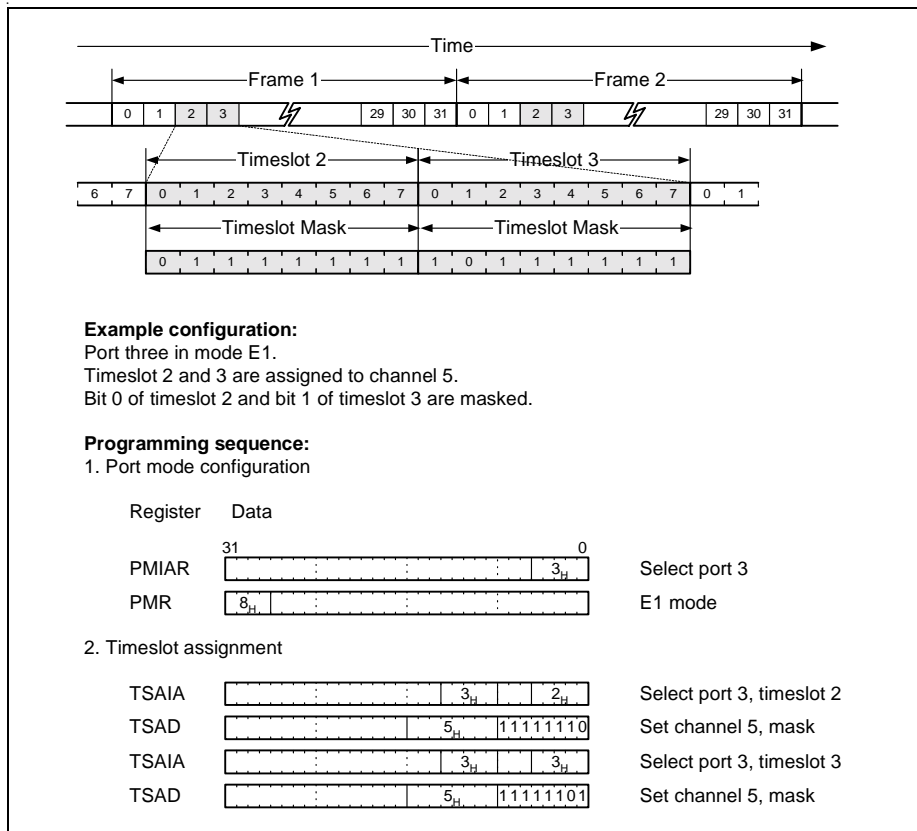 Time
Frame 1 Frame 2
0 1 2 3 29 30 31 0 1 2 3 29 30 31
Timeslot 2 Timeslot 3
6 7 0 1 2 3 4 5 6 7 0 1 2 3 4 5 6 7 0 1
Timeslot Mask Timeslot Mask
0 1 1 1 1 1 1 1 1 0 1 1 1 1 1 1
Example configuration:
Port three in mode E1.
Timeslot 2 and 3 are assigned to channel 5.
Bit 0 of timeslot 2 and bit 1 of timeslot 3 are masked.
Programming sequence:
1. Port mode configuration
Register Data
31 0
PMIAR 3H Select port 3
PMR 8H E1 mode
2. Timeslot assignment
TSAIA 3H 2H Select port 3, timeslot 2
TSAD 5H 11111110 Set channel 5, mask
TSAIA 3H 3H Select port 3, timeslot 3
TSAD 5H 11111101 Set channel 5, mask